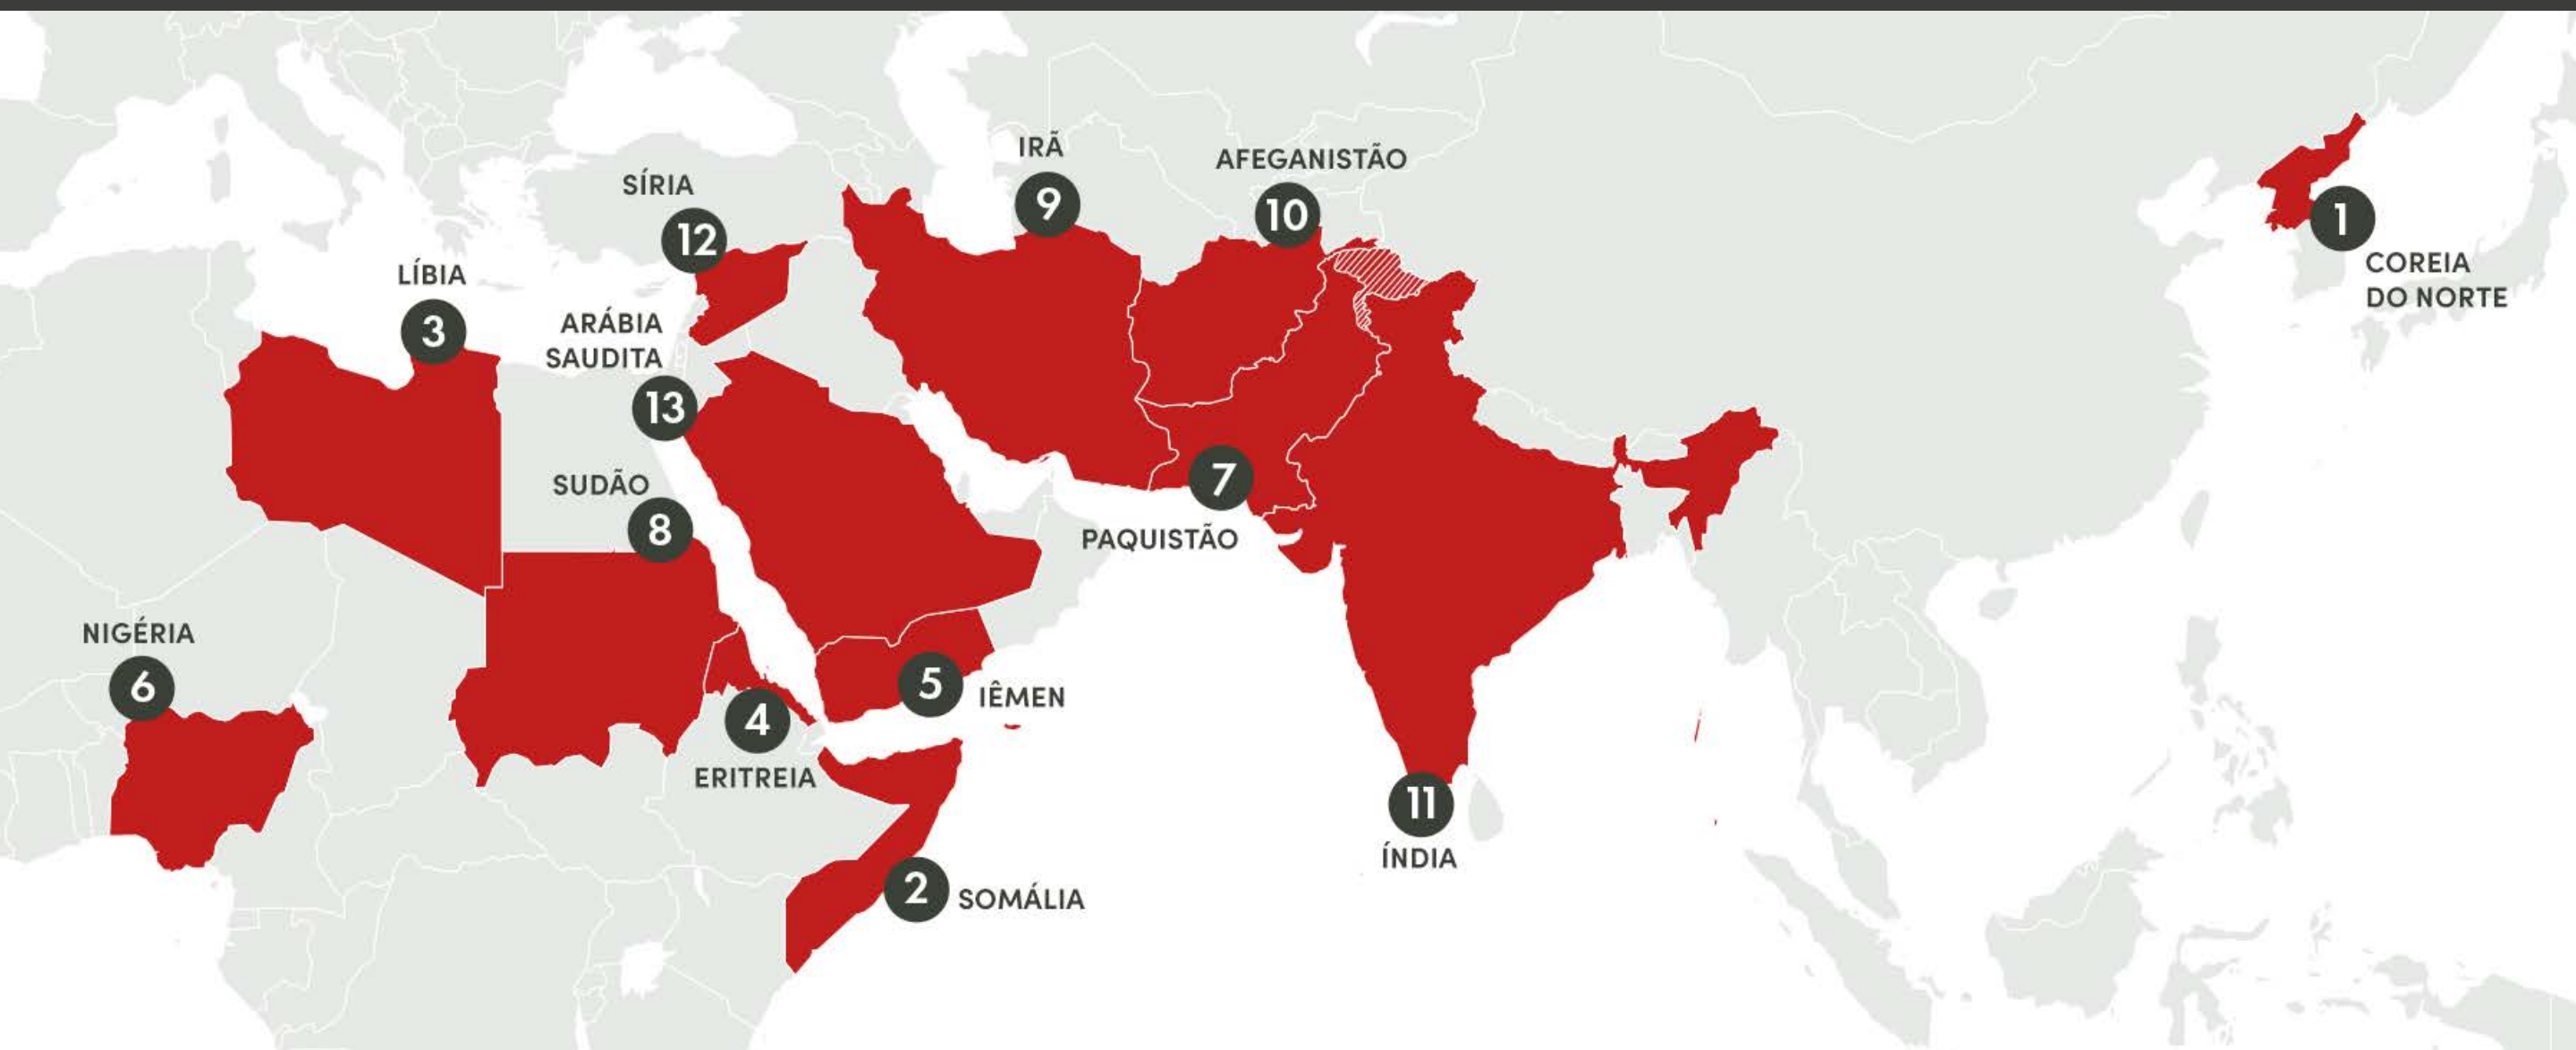 IRÃ
9
AFEGANISTÃO
10
SÍRIA
12
1
COREIA
DO NORTE
LÍBIA
3
ARÁBIA
SAUDITA
13
SUDÃO
8
7
PAQUISTÃO
NIGÉRIA
6
5
IÊMEN
4
ERITREIA
11
ÍNDIA
2
SOMÁLIA